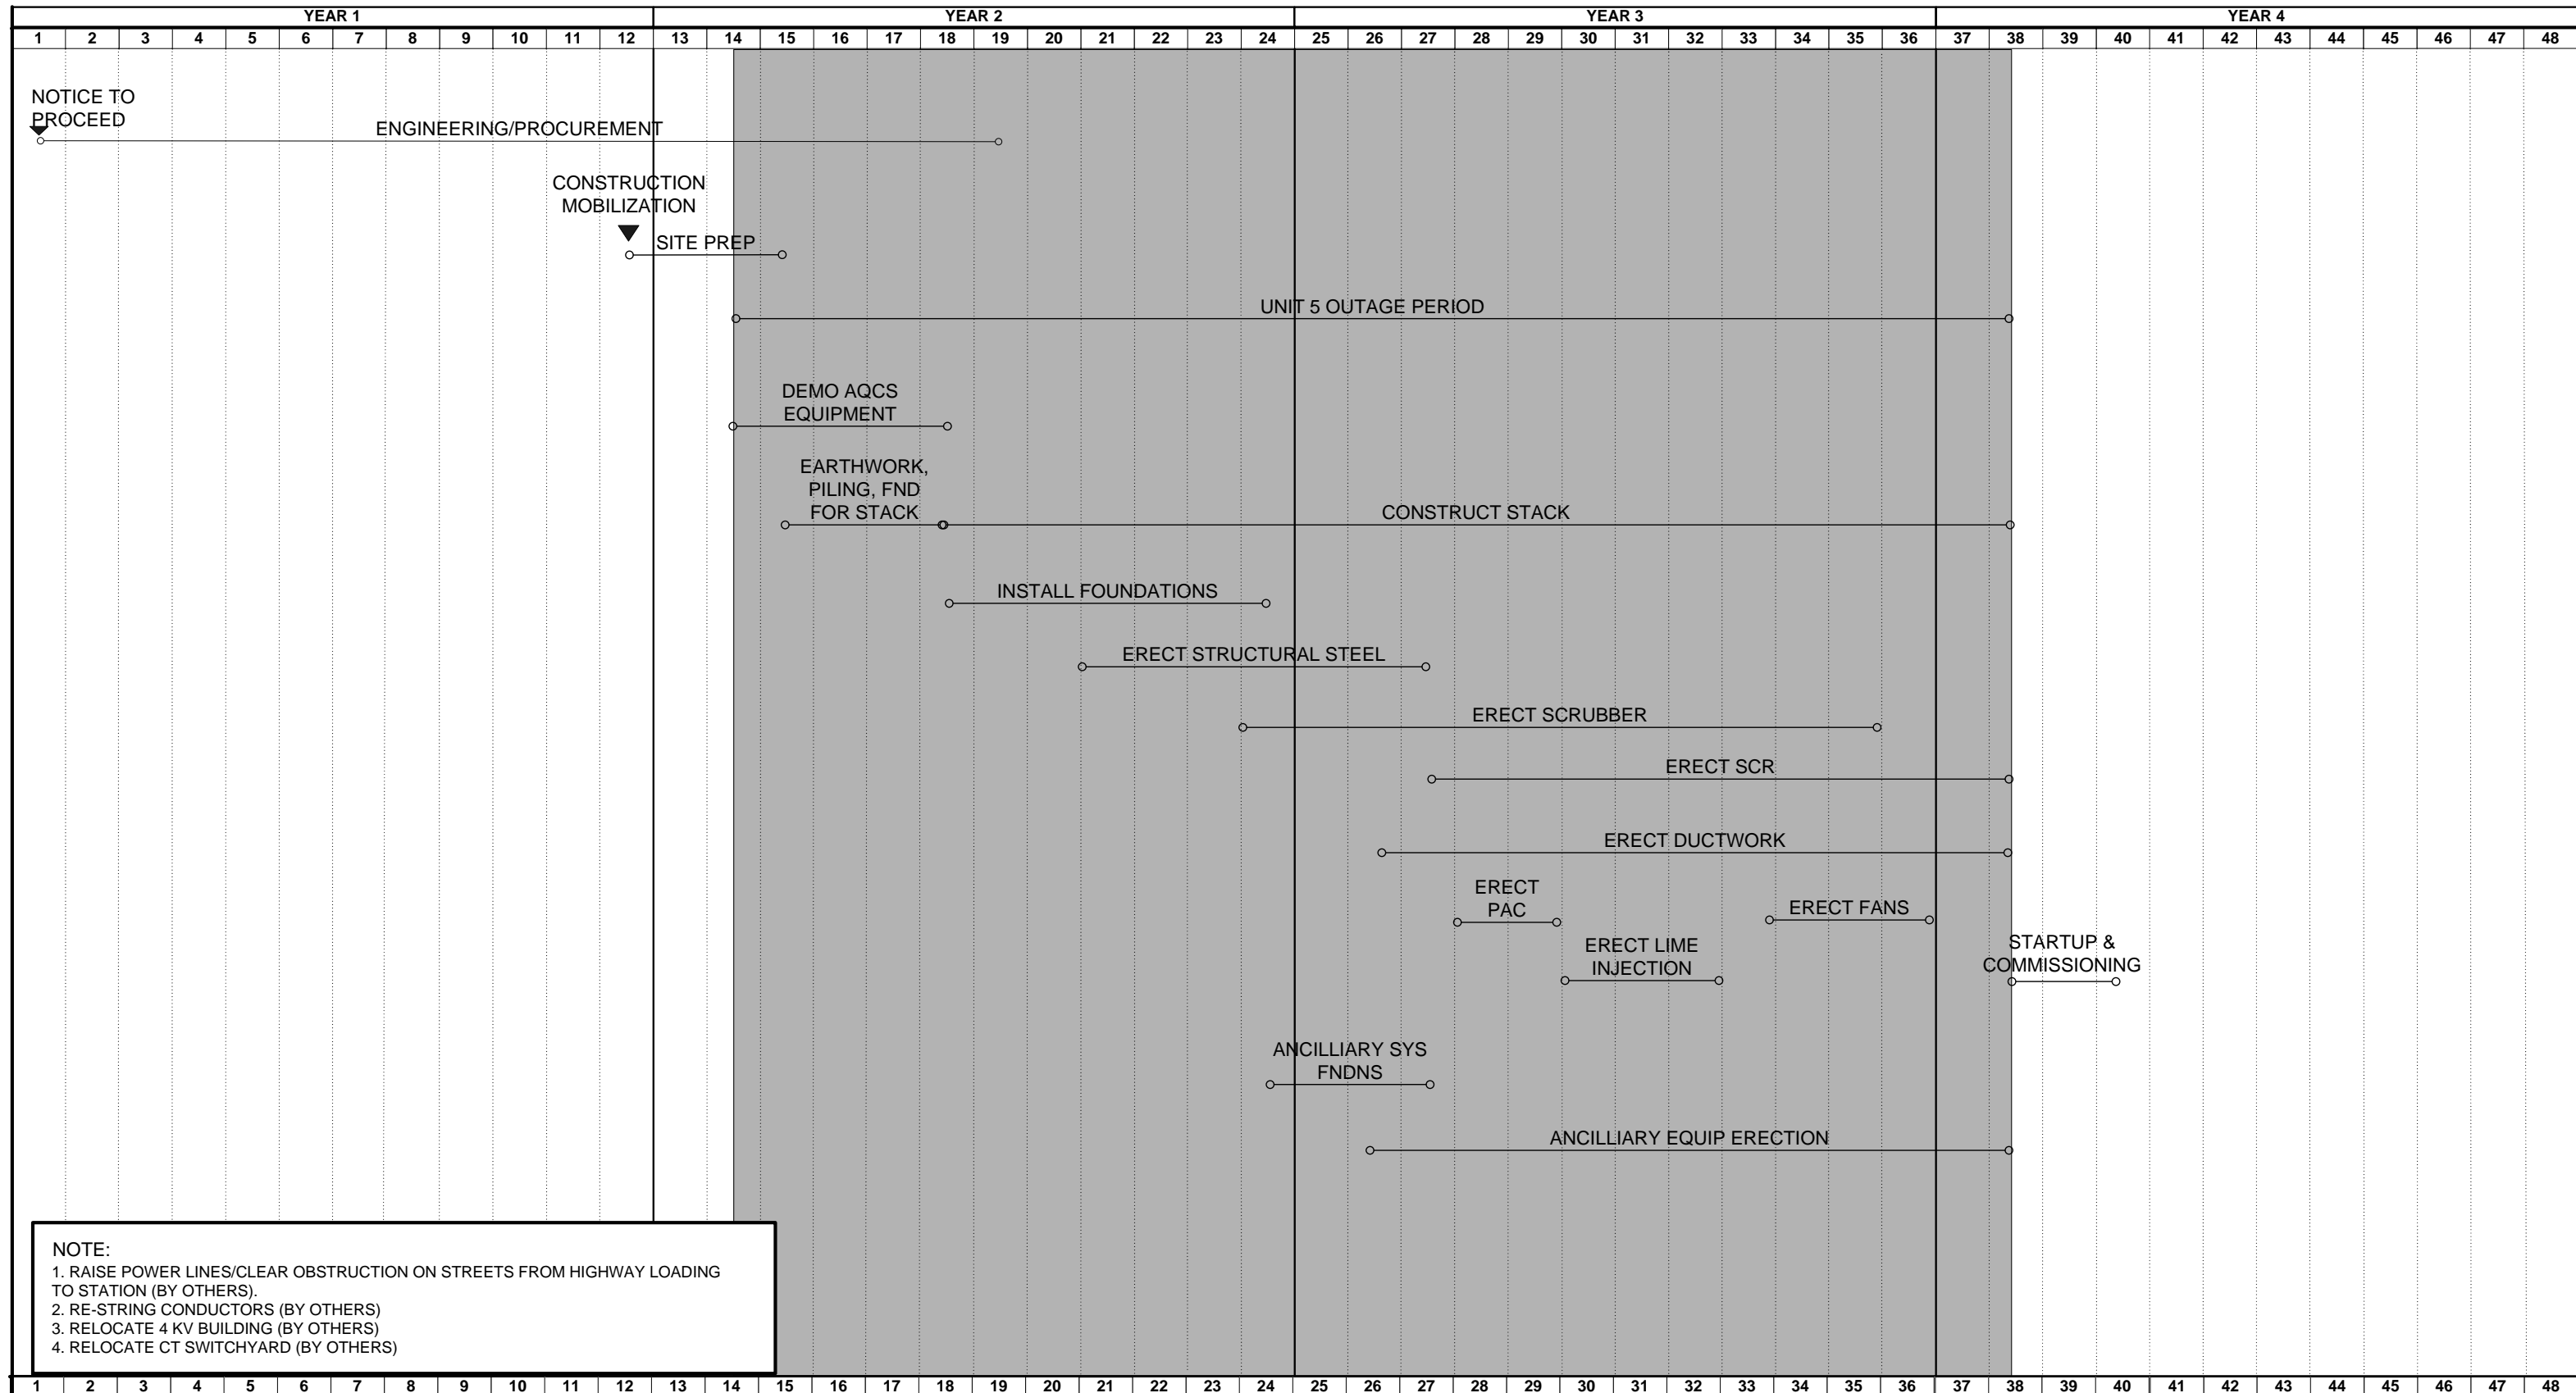 YEAR 1 YEAR 2 YEAR 3 YEAR 4
1 2 3 4 5 6 7 8 9 10 11 12 13 14 15 16 17 18 19 20 21 22 23 24 25 26 27 28 29 30 31 32 33 34 35 36 37 38 39 40 41 42 43 44 45 46 47 48
NOTICE TO
PROCEED
ENGINEERING/PROCUREMENT
CONSTRUCTION
MOBILIZATION
SITE PREP
UNIT 5 OUTAGE PERIOD
DEMO AQCS
EQUIPMENT
EARTHWORK,
PILING, FND
FOR STACK
CONSTRUCT STACK
INSTALL FOUNDATIONS
ERECT STRUCTURAL STEEL
ERECT SCRUBBER
ERECT SCR
ERECT DUCTWORK
ERECT
PAC
ERECT FANS
ERECT LIME
INJECTION
STARTUP &
COMMISSIONING
ANCILLIARY SYS
FNDNS
ANCILLIARY EQUIP ERECTION
NOTE:
1. RAISE POWER LINES/CLEAR OBSTRUCTION ON STREETS FROM HIGHWAY LOADING
TO STATION (BY OTHERS).
2. RE-STRING CONDUCTORS (BY OTHERS)
3. RELOCATE 4 KV BUILDING (BY OTHERS)
4. RELOCATE CT SWITCHYARD (BY OTHERS)
1 2 3 4 5 6 7 8 9 10 11 12 13 14 15 16 17 18 19 20 21 22 23 24 25 26 27 28 29 30 31 32 33 34 35 36 37 38 39 40 41 42 43 44 45 46 47 48